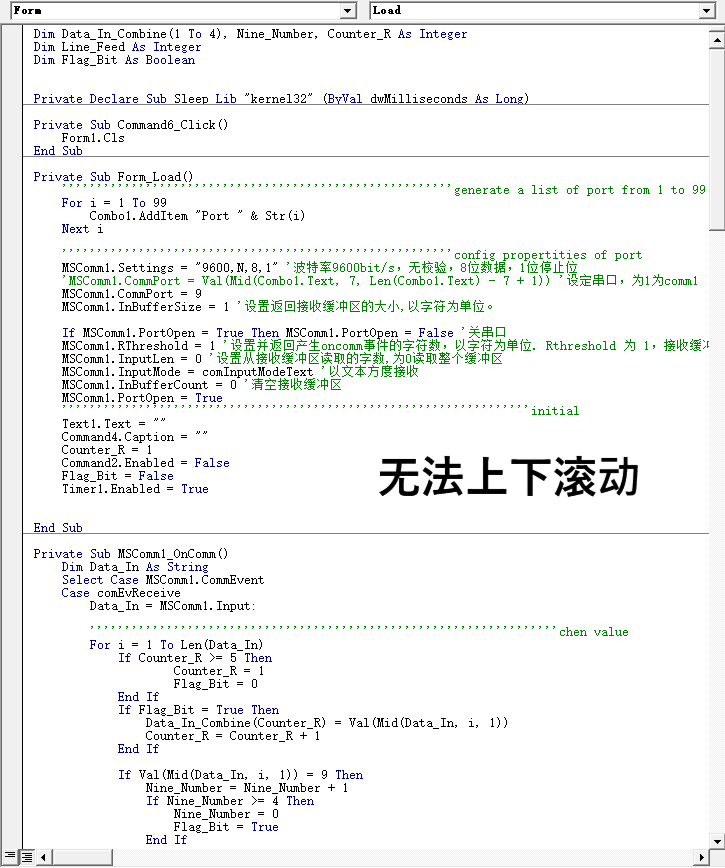 Form
Load
Dim Data_In_Combine(1 To 4), Nine_Number, Counter_R As Integer
Dim Line_Feed As Integer
Dim Flag_Bit As Boolean
Private Declare Sub Sleep Lib "kernel32" (ByVal dwMilliseconds As Long)
Private Sub Command6_Click()
Form1.Cls
End Sub
Private Sub Form_Load()
''''''''''''''''''''''''''''''''''''''''''''''''''''''''generate a list of port from 1 to 99
For i = 1 To 99
Combo1.AddItem "Port " & Str(i)
Next i
''''''''''''''''''''''''''''''''''''''''''''''''''''''''config propertities of port
MSComm1.Settings = "9600,N,8,1" '波特率9600bit/s，无校验，8位数据，1位停止位
'MSComm1.CommPort = Val(Mid(Combo1.Text, 7, Len(Combo1.Text) - 7 + 1)) '设定串口，为1为comm1
MSComm1.CommPort = 9
MSComm1.InBufferSize = 1 '设置返回接收缓冲区的大小,以字符为单位。
If MSComm1.PortOpen = True Then MSComm1.PortOpen = False '关串口
MSComm1.RThreshold = 1 '设置并返回产生oncomm事件的字符数，以字符为单位. Rthreshold 为 1，接收缓冲
MSComm1.InputLen = 0 '设置从接收缓冲区读取的字数,为0读取整个缓冲区
MSComm1.InputMode = comInputModeText '以文本方度接收
MSComm1.InBufferCount = 0 '清空接收缓冲区
MSComm1.PortOpen = True
'''''''''''''''''''''''''''''''''''''''''''''''''''''''''''''''''''initial
Text1.Text = ""
Command4.Caption = ""
Counter_R = 1
Command2.Enabled = False
Flag_Bit = False
Timer1.Enabled = True
无法上下滚动
End Sub
Private Sub MSComm1_OnComm()
Dim Data_In As String
Select Case MSComm1.CommEvent
Case comEvReceive
Data_In = MSComm1.Input:
'''''''''''''''''''''''''''''''''''''''''''''''''''''''''''''''''''chen value
For i = 1 To Len(Data_In)
If Counter_R >= 5 Then
Counter_R = 1
Flag_Bit = 0
End If
If Flag_Bit = True Then
Data_In_Combine(Counter_R) = Val(Mid(Data_In, i, 1))
Counter_R = Counter_R + 1
End If
If Val(Mid(Data_In, i, 1)) = 9 Then
Nine_Number = Nine_Number + 1
If Nine_Number >= 4 Then
Nine_Number = 0
Flag_Bit = True
End If